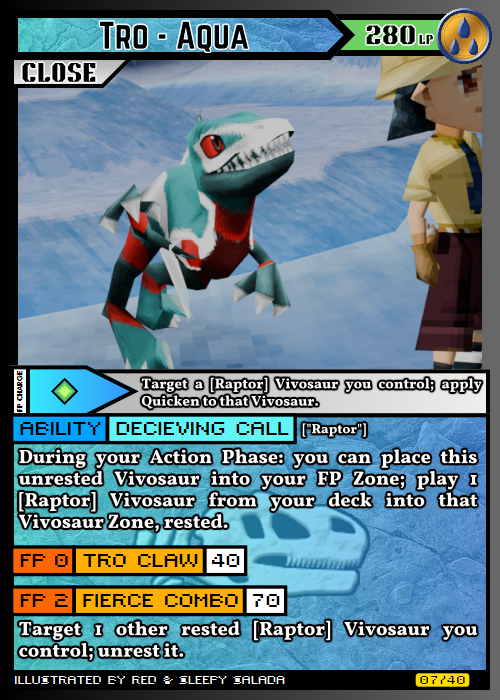 Tro - Aqua
280 LP
CLOSE
FP CHARGE
Target a [Raptor] Vivosaur you control; apply
Quicken to that Vivosaur.
ABILITY DECIEVING CALL ["Raptor"]
During your Action Phase: you can place this
unrested Vivosaur into your FP Zone; play 1
[Raptor] Vivosaur from your deck into that
Vivosaur Zone, rested.
FP 0 TRO CLAW 40
FP 2 FIERCE COMBO 70
Target 1 other rested [Raptor] Vivosaur you
control; unrest it.
ILLUSTRATED BY RED & SLEEPY SALADA
07/40